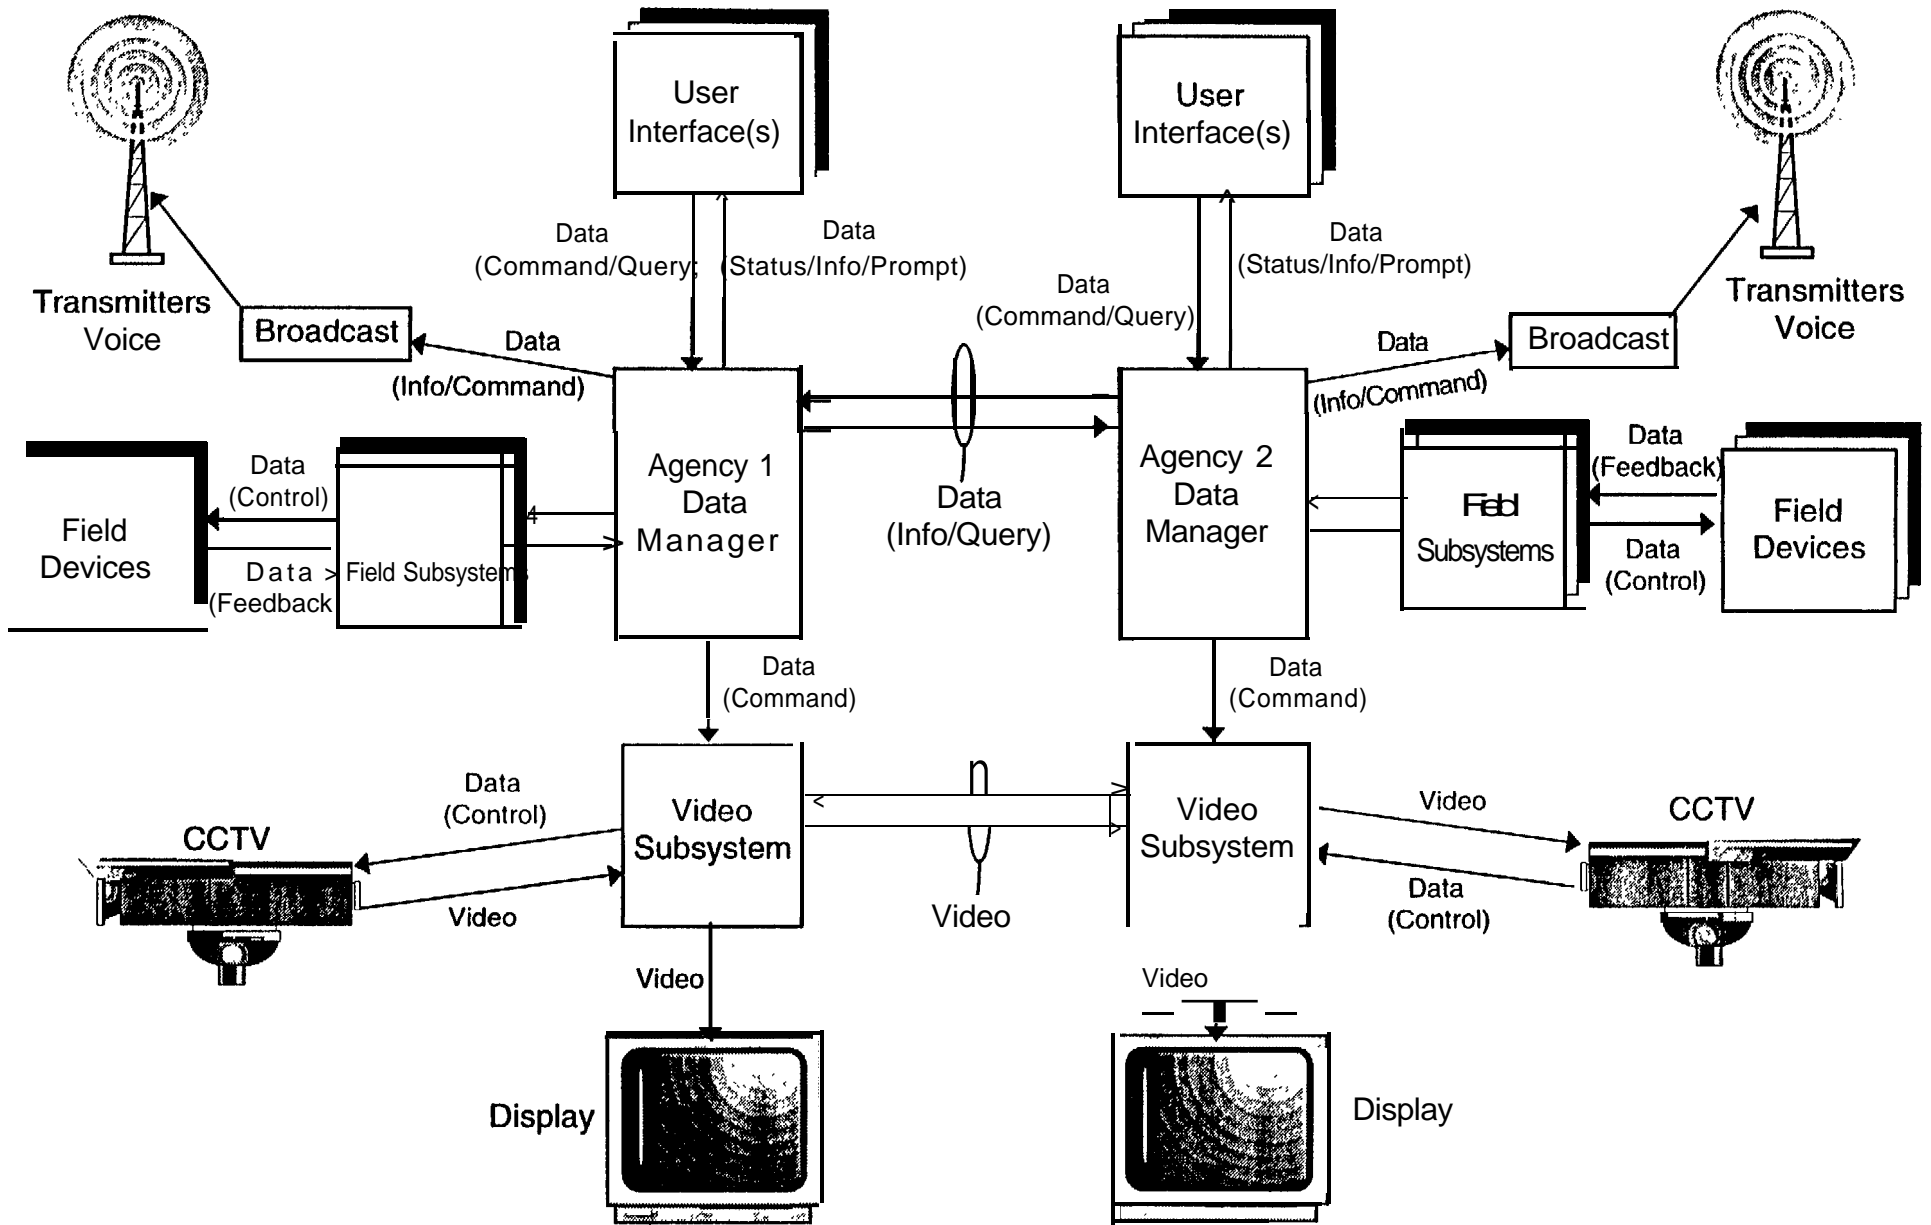 User
Interface(s)
User
Interface(s)
Data
(Command/Query
Data
(Status/Info/Prompt)
Data
(Command/Query)
Data
(Status/Info/Prompt)
Transmitters
Voice
Broadcast
Data
(Info/Command)
Data
(Info/Command)
Broadcast
Transmitters
Voice
Field
Devices
Data
(Control)
Data >
(Feedback
Field Subsystems
Agency 1
Data
Manager
Data
(Info/Query)
Agency 2
Data
Manager
Field
Subsystems
Data
(Feedback)
Data
(Control)
Field
Devices
Data
(Command)
Data
(Command)
CCTV
Data
(Control)
Video
Video
Subsystem
Video
Video
Subsystem
Video
Data
(Control)
CCTV
Video
Display
Video
Display